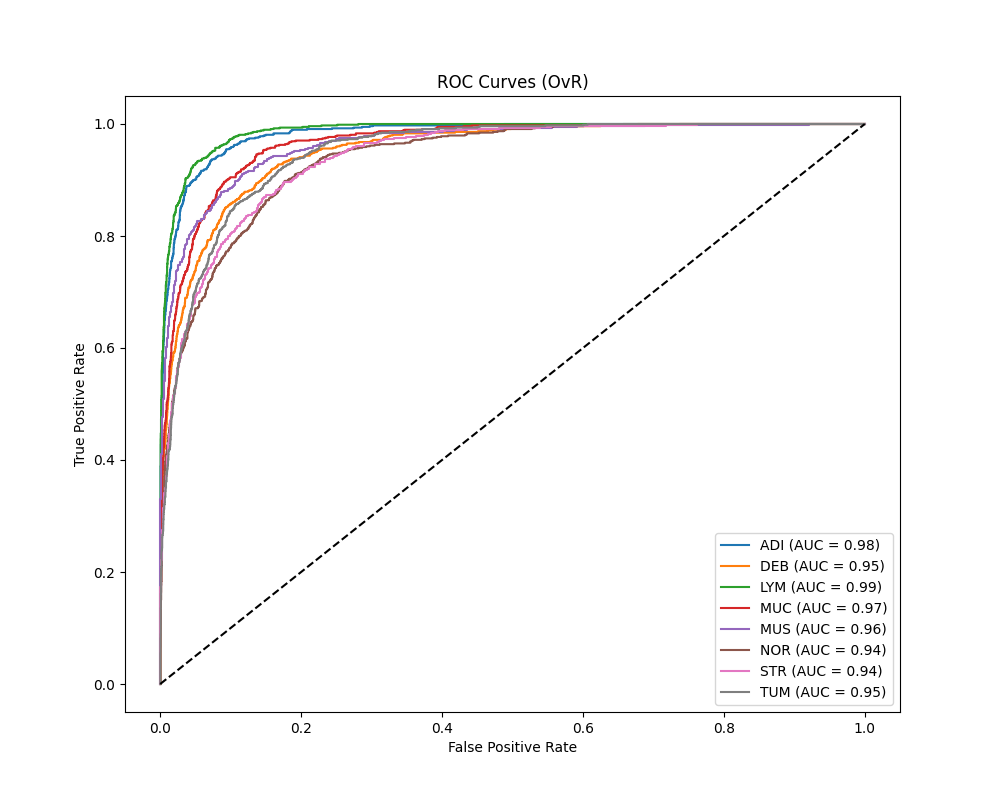 ROC Curves (OvR)
True Positive Rate
1.0
0.8
0.6
0.4
0.2
0.0
ADI (AUC = 0.98)
DEB (AUC = 0.95)
LYM (AUC = 0.99)
MUC (AUC = 0.97)
MUS (AUC = 0.96)
NOR (AUC = 0.94)
STR (AUC = 0.94)
TUM (AUC = 0.95)
0.0 0.2 0.4 0.6 0.8 1.0
False Positive Rate